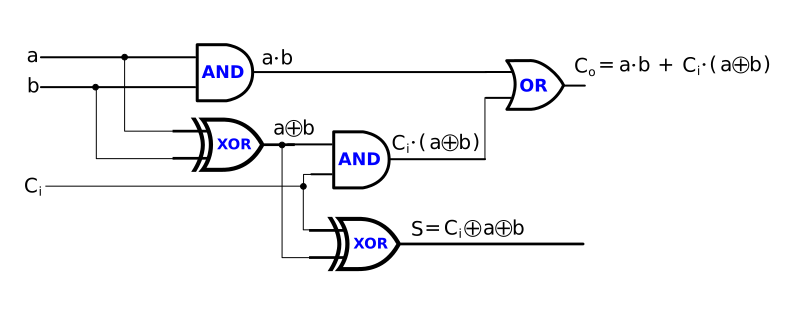 a
b
AND
a·b
OR
Cₒ = a·b + Cᵢ·(a⊕b)
XOR
a⊕b
AND
Cᵢ·(a⊕b)
Cᵢ
XOR
S = Cᵢ⊕a⊕b